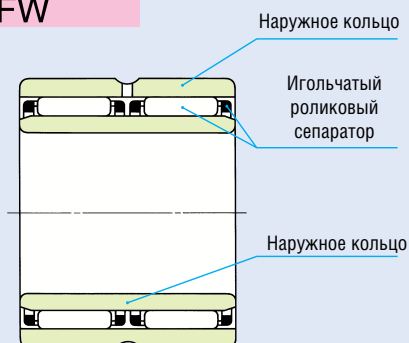 FW
Наружное кольцо
Игольчатый
роликовый
сепаратор
Наружное кольцо